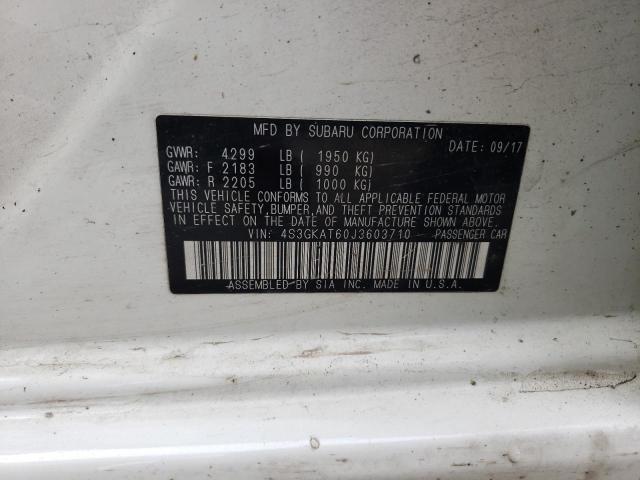 MFD BY SUBARU CORPORATION DATE: 09/17
GVWR: 4299 LB ( 1950 KG)
GAWR: F 2183 LB ( 990 KG)
GAWR: R 2205 LB ( 1000 KG)
THIS VEHICLE CONFORMS TO ALL APPLICABLE FEDERAL MOTOR
VEHICLE SAFETY, BUMPER, AND THEFT PREVENTION STANDARDS
IN EFFECT ON THE DATE OF MANUFACTURE SHOWN ABOVE.
VIN: 4S3GKAT60J3603710 PASSENGER CAR
ASSEMBLED BY SIA INC. MADE IN U.S.A.